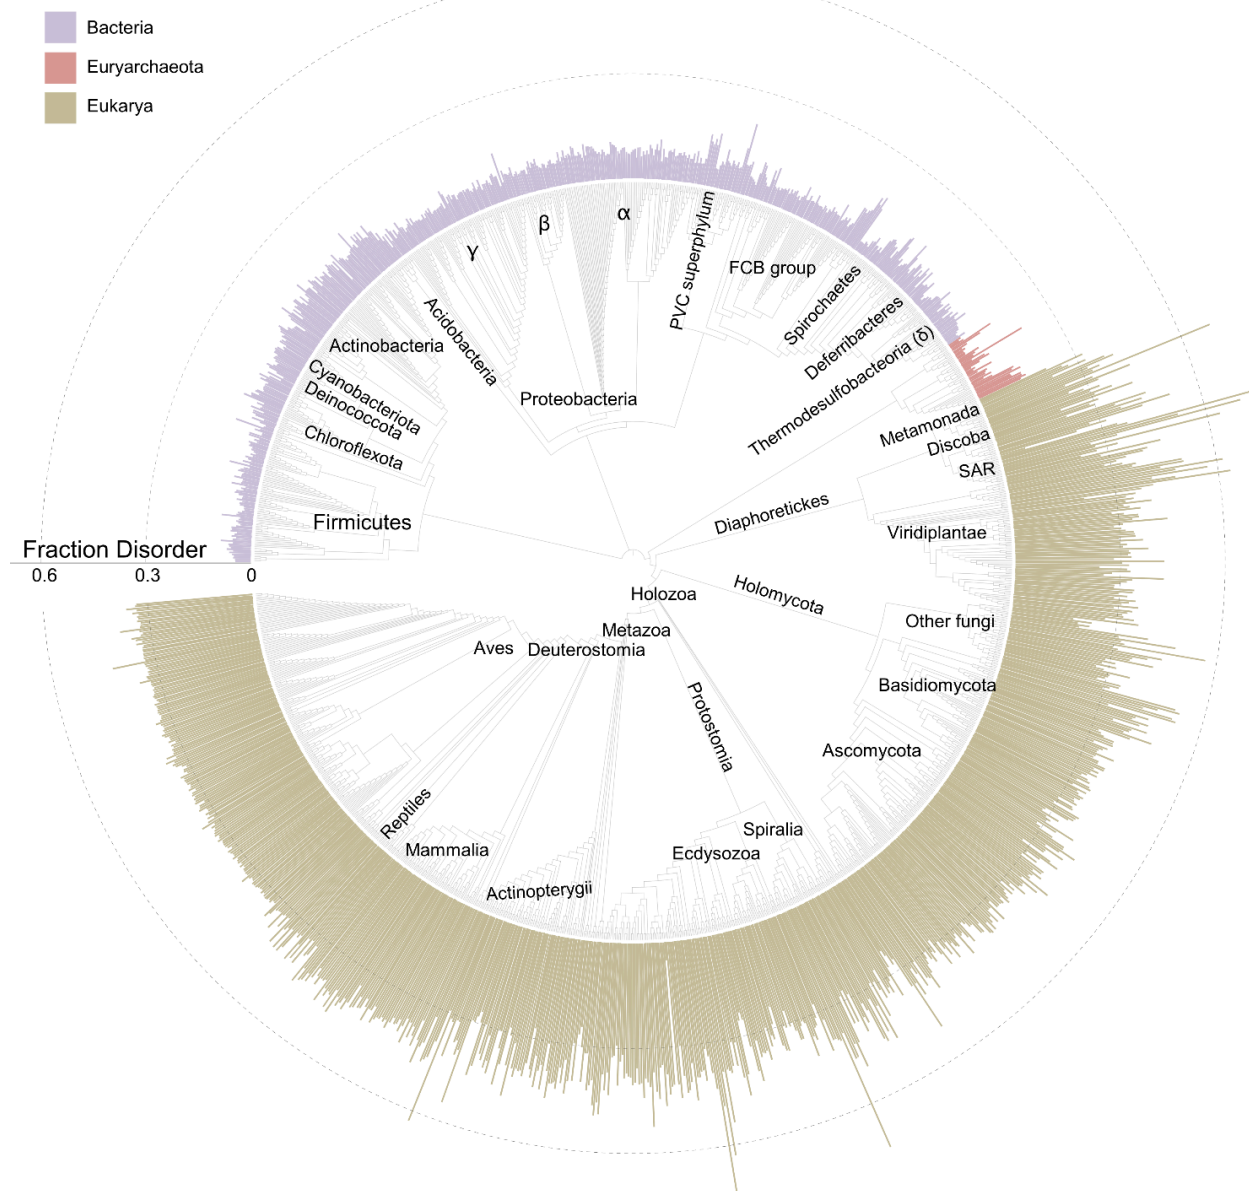 Bacteria
Euryarchaeota
Eukarya
α
β
γ
PVC superphylum
FCB group
Spirochaetes
Deferribacteres
Thermodesulfobacteoria (δ)
Acidobacteria
Actinobacteria
Cyanobacteriota
Deinococcota
Chloroflexota
Proteobacteria
Firmicutes
Metamonada
Discoba
SAR
Diaphoretickes
Viridiplantae
Fraction Disorder
0.6 0.3 0
Holozoa
Holomycota
Other fungi
Metazoa
Aves
Deuterostomia
Basidiomycota
Protostomia
Ascomycota
Reptiles
Spiralia
Mammalia
Ecdysozoa
Actinopterygii